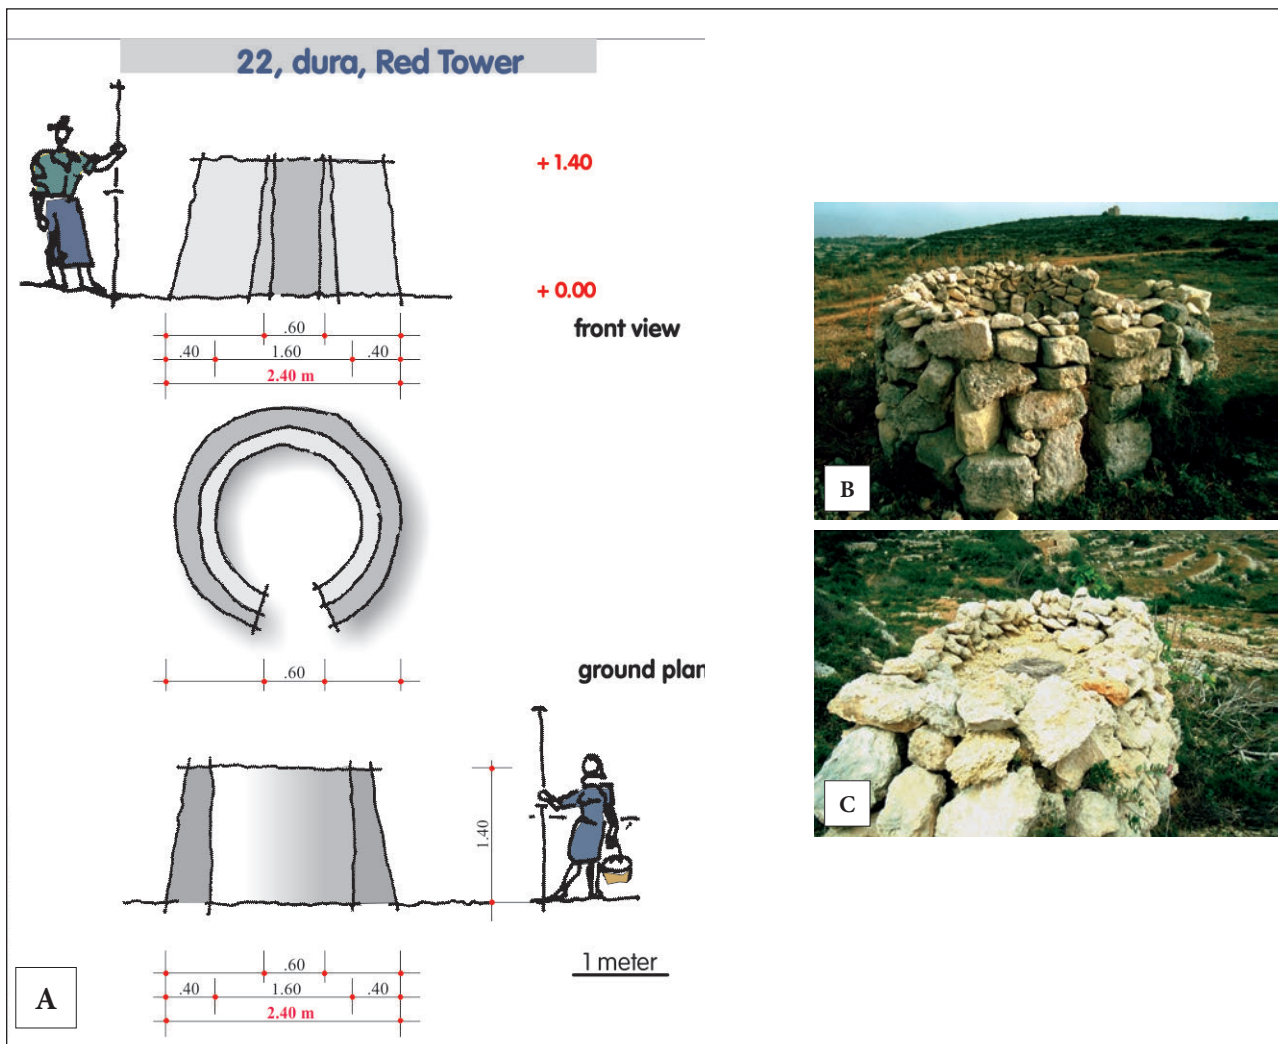 22, dura, Red Tower
+ 1.40
+ 0.00
front view
.60
.40 1.60 .40
2.40 m
.60
ground plan
1.40
.60
.40 1.60 .40
2.40 m
1 meter
A
B
C